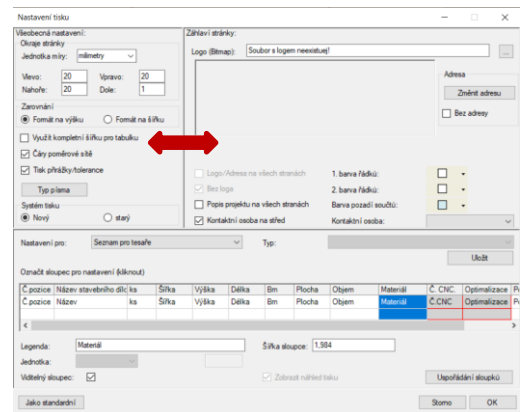 Nastavení tisku
Všeobecná nastavení:
Okraje stránky
Jednotka míry: milimetry
Vlevo: 20 Vpravo: 20
Nahoře: 20 Dole: 1
Zarovnání
Formát na výšku Formát na šířku
Využít kompletní šířku pro tabulku
Čáry poměrové sítě
Tisk přirážky/tolerance
Typ písma
Systém tisku
Nový starý
Záhlaví stránky:
Logo (Bitmap): Soubor s logem neexistuej! ...
Adresa
Změnit adresu
Bez adresy
Logo/Adresa na všech stranách 1. barva řádků:
Bez loga 2. barva řádků:
Popis projektu na všech stranách Barva pozadí součtů:
Kontaktní osoba na střed Kontaktní osoba:
Nastavení pro: Seznam pro tesaře Typ:
Uložit
Označit sloupec pro nastavení (kliknout)
Č.pozice Název stavebního dílc ks Šířka Výška Délka Bm Plocha Objem Materiál Č. CNC. Optimalizace
Č.pozice Název ks Šířka Výška Délka Bm Plocha Objem Materiál Č.CNC Optimalizace
Legenda: Materiál Šířka sloupce: 1,984
Jednotka:
Viditelný sloupec: Zobrazit náhled tisku Uspořádání sloupků
Jako standardní Storno OK